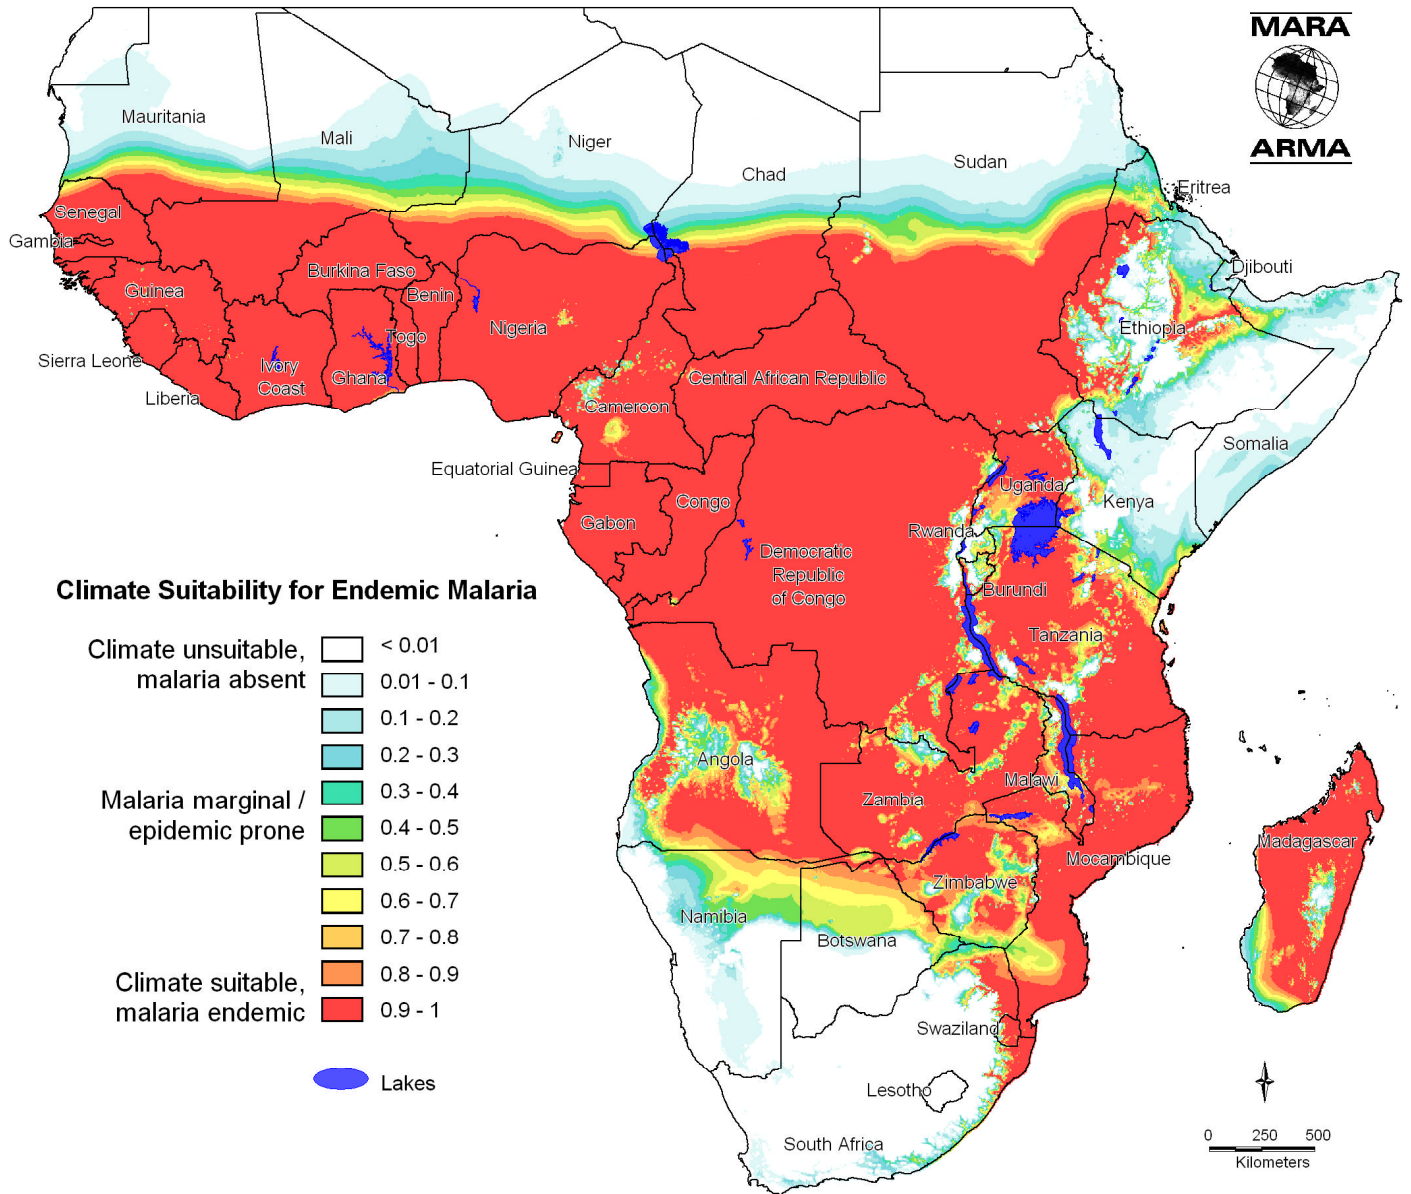 MARA
ARMA
Mauritania
Mali
Niger
Chad
Sudan
Eritrea
Senegal
Gambia
Burkina Faso
Djibouti
Guinea
Benin
Nigeria
Togo
Ethiopia
Sierra Leone
Ivory
Coast
Ghana
Central African Republic
Liberia
Cameroon
Somalia
Equatorial Guinea
Uganda
Congo
Kenya
Gabon
Rwanda
Democratic
Republic
of Congo
Burundi
Tanzania
Angola
Malawi
Zambia
Madagascar
Mocambique
Zimbabwe
Namibia
Botswana
Swaziland
Lesotho
South Africa
Climate Suitability for Endemic Malaria
Climate unsuitable,
malaria absent
Malaria marginal /
epidemic prone
Climate suitable,
malaria endemic
< 0.01
0.01 - 0.1
0.1 - 0.2
0.2 - 0.3
0.3 - 0.4
0.4 - 0.5
0.5 - 0.6
0.6 - 0.7
0.7 - 0.8
0.8 - 0.9
0.9 - 1
Lakes
0 250 500
Kilometers